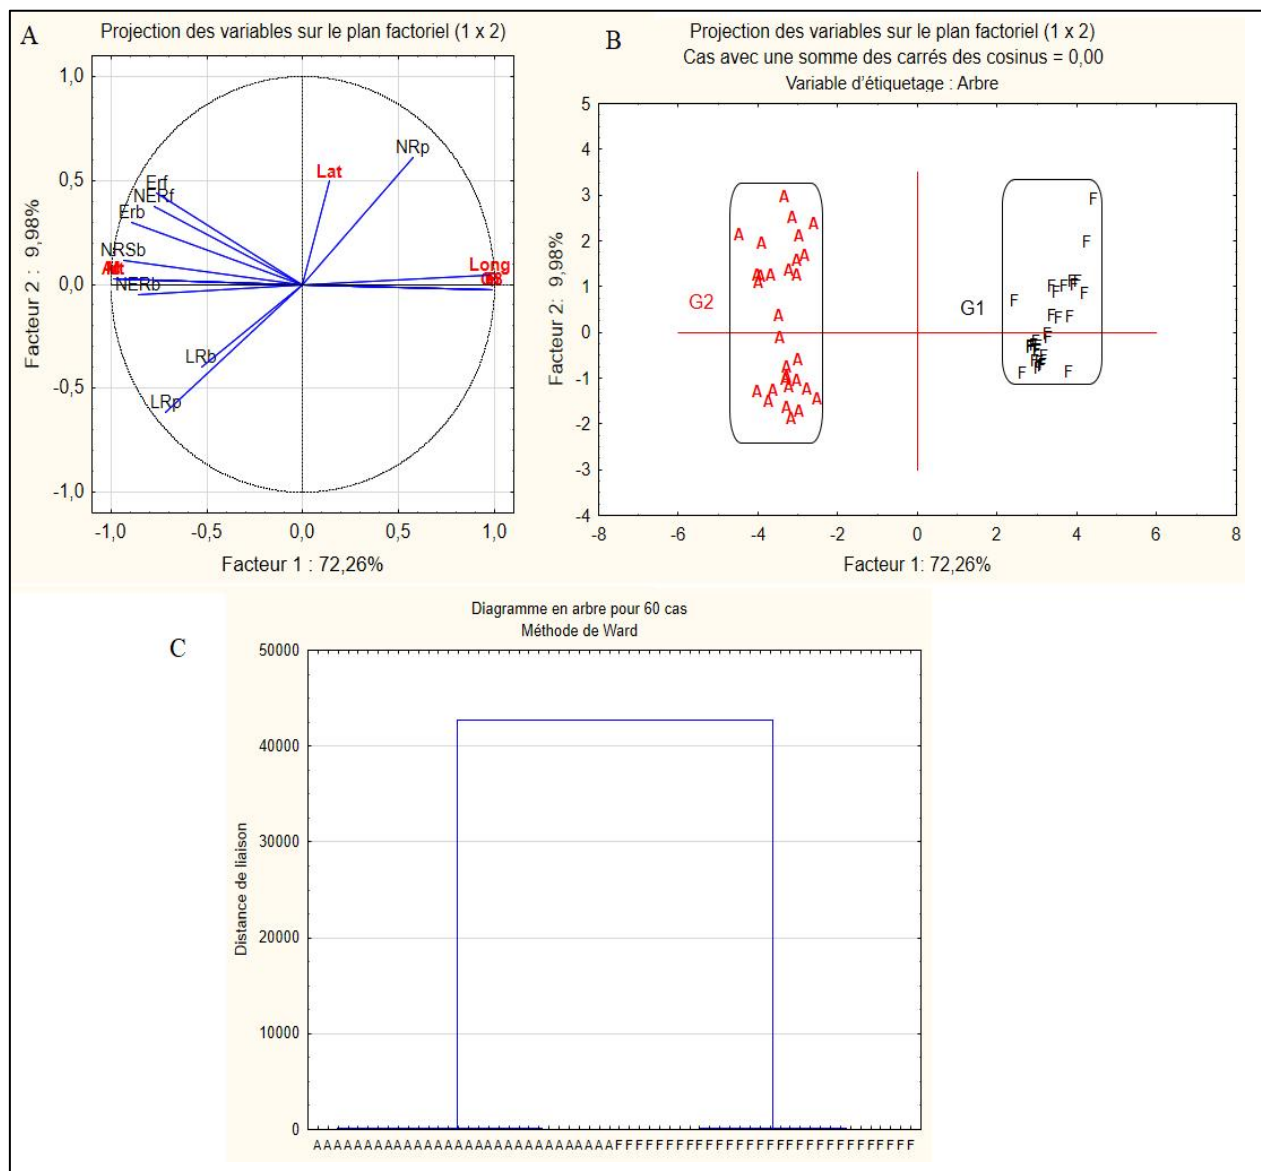 A
Projection des variables sur le plan factoriel (1 x 2)
1,0
0,5
0,0
-0,5
-1,0
Facteur 2 : 9,98%
NRp
Lat
Erf
NERf
Erb
NRSb
NERb
Long
LRb
LRp
-1,0 -0,5 0,0 0,5 1,0
Facteur 1 : 72,26%
B
Projection des variables sur le plan factoriel (1 x 2)
Cas avec une somme des carrés des cosinus = 0,00
Variable d'étiquetage : Arbre
5
4
3
2
1
0
-1
-2
-3
-4
Facteur 2: 9,98%
G2
G1
-8 -6 -4 -2 0 2 4 6 8
Facteur 1: 72,26%
C
Diagramme en arbre pour 60 cas
Méthode de Ward
50000
40000
30000
20000
10000
0
Distance de liaison
AAAAAAAAAAAAAAAAAAAAAAAAAAAAAAFFFFFFFFFFFFFFFFFFFFFFFFFFFFFF